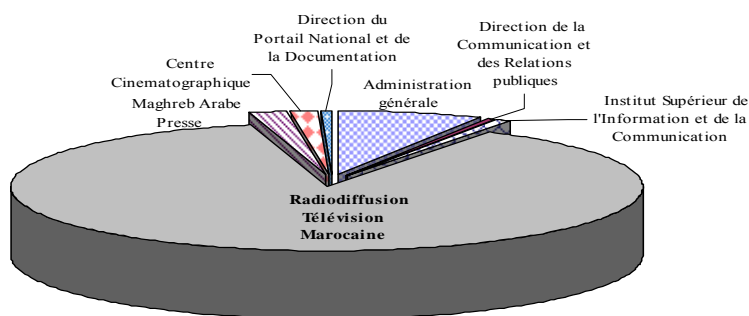 Direction du
Portail National et de
la Documentation
Centre
Cinematographique
Maghreb Arabe
Presse
Administration
générale
Direction de la
Communication et
des Relations
publiques
Institut Supérieur de
l'Information et de la
Communication
Radiodiffusion
Télévision
Marocaine